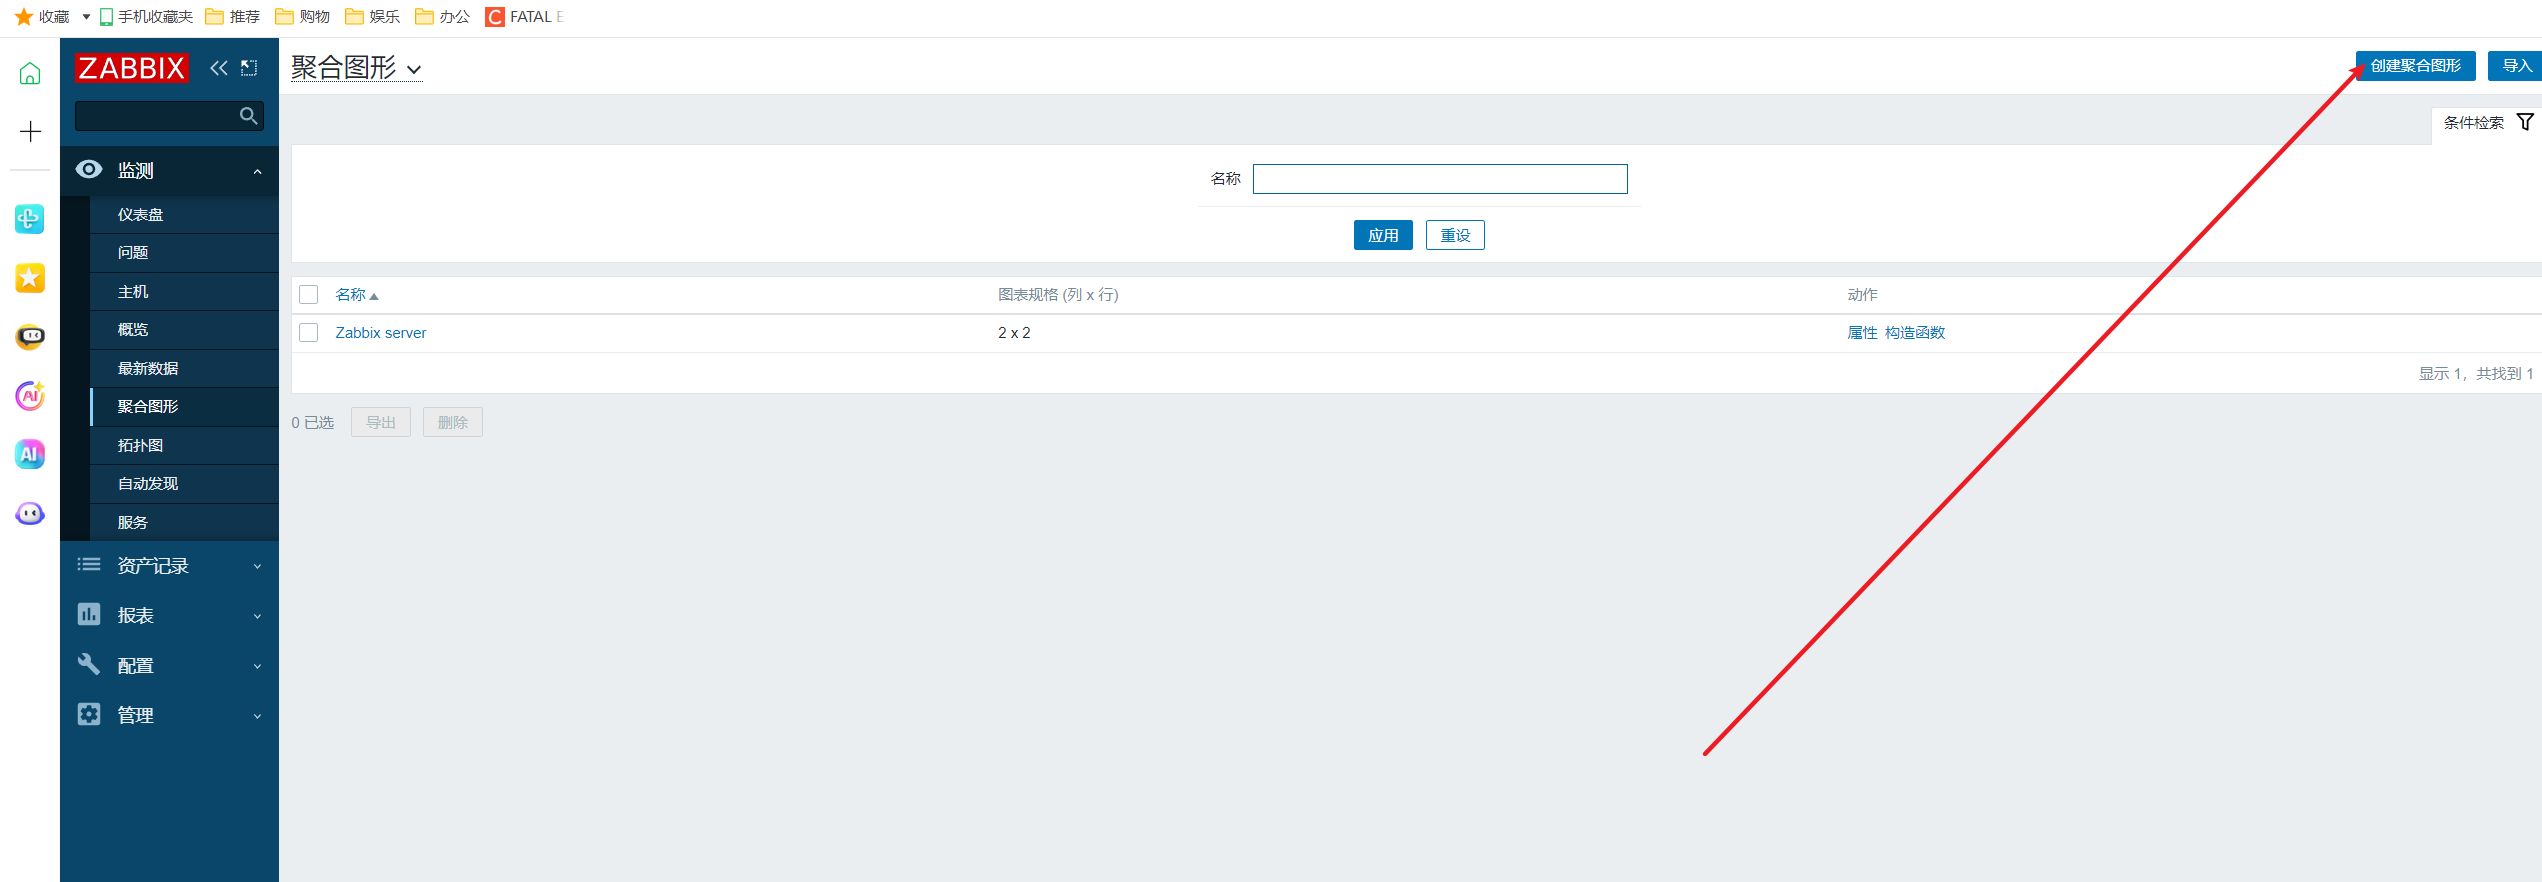 收藏 手机收藏夹 推荐 购物 娱乐 办公 C FATAL E
ZABBIX
聚合图形
创建聚合图形 导入
条件检索
监测
仪表盘
问题
主机
概览
最新数据
聚合图形
拓扑图
自动发现
服务
资产记录
报表
配置
管理
名称
应用 重设
名称 图表规格 (列 x 行) 动作
Zabbix server 2 x 2 属性 构造函数
显示 1，共找到 1
0 已选 导出 删除
AI
AI